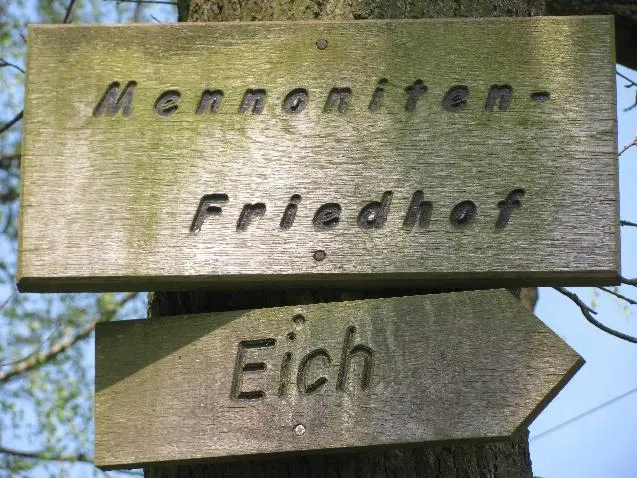 Mennoniten-
Friedhof
Eich